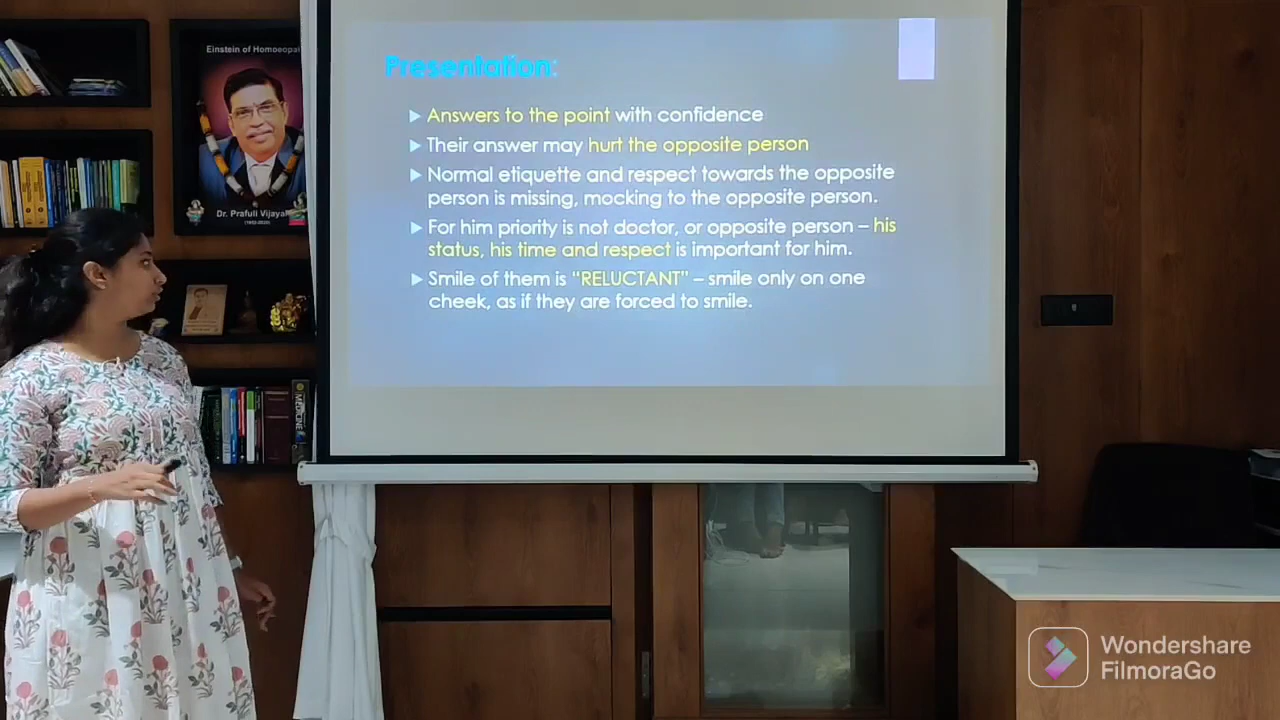 Einstein of Homoeopat
Dr. Prafull Vijayak
Presentation:
Answers to the point with confidence
Their answer may hurt the opposite person
Normal etiquette and respect towards the opposite
person is missing, mocking to the opposite person.
For him priority is not doctor, or opposite person – his
status, his time and respect is important for him.
Smile of them is “RELUCTANT” – smile only on one
cheek, as if they are forced to smile.
MEDICINE
Wondershare
FilmoraGo